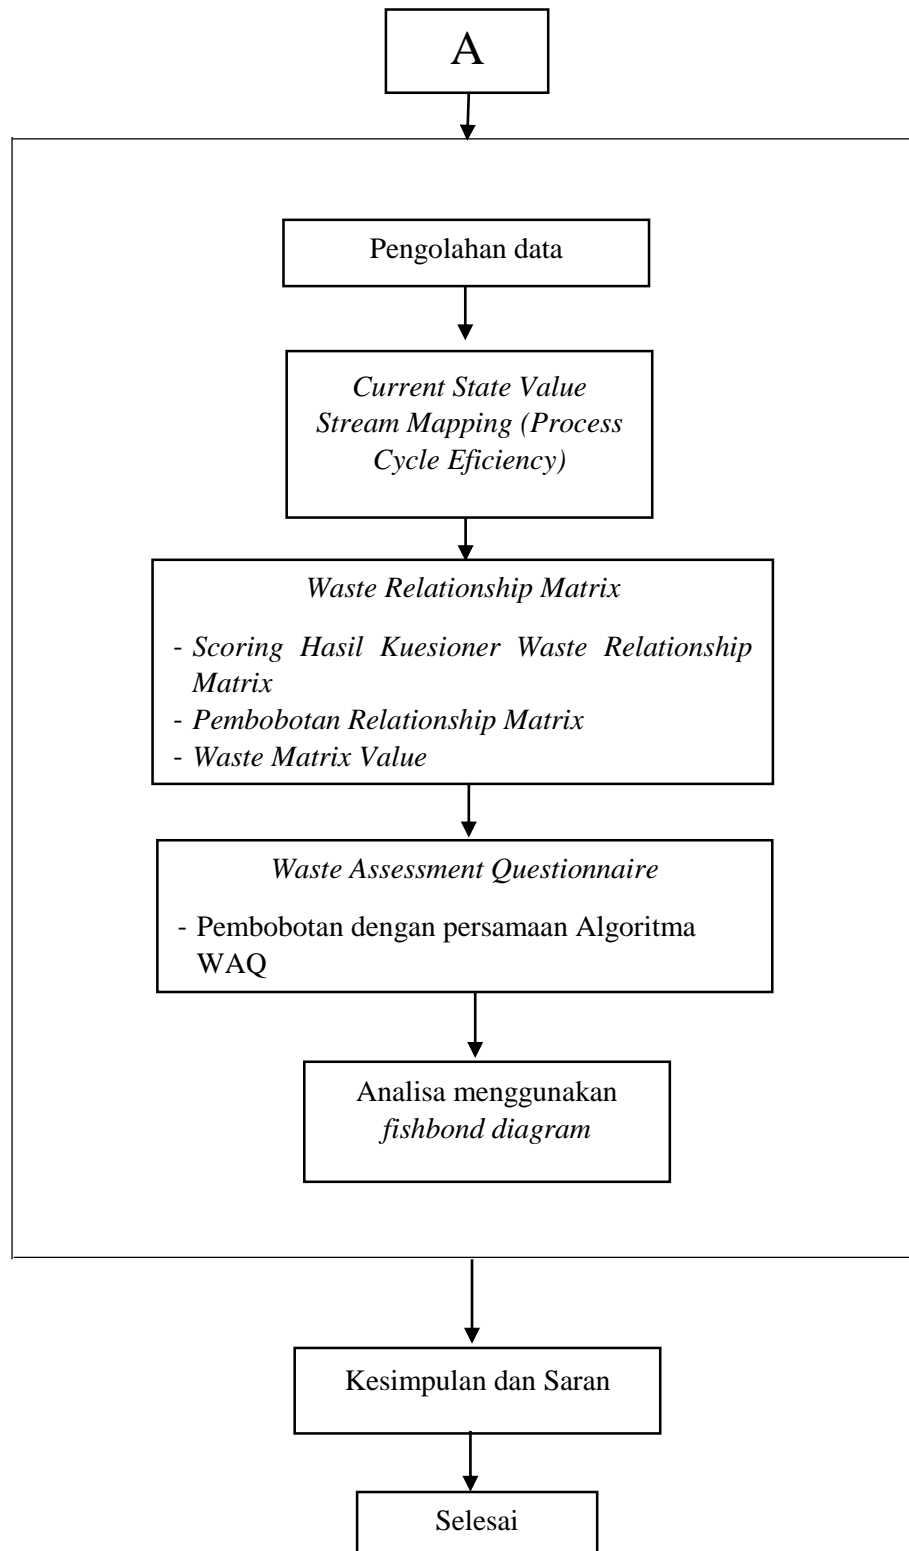 A
Pengolahan data
Current State Value
Stream Mapping (Process
Cycle Eficiency)
Waste Relationship Matrix
- Scoring Hasil Kuesioner Waste Relationship
Matrix
- Pembobotan Relationship Matrix
- Waste Matrix Value
Waste Assessment Questionnaire
- Pembobotan dengan persamaan Algoritma
WAQ
Analisa menggunakan
fishbond diagram
Kesimpulan dan Saran
Selesai